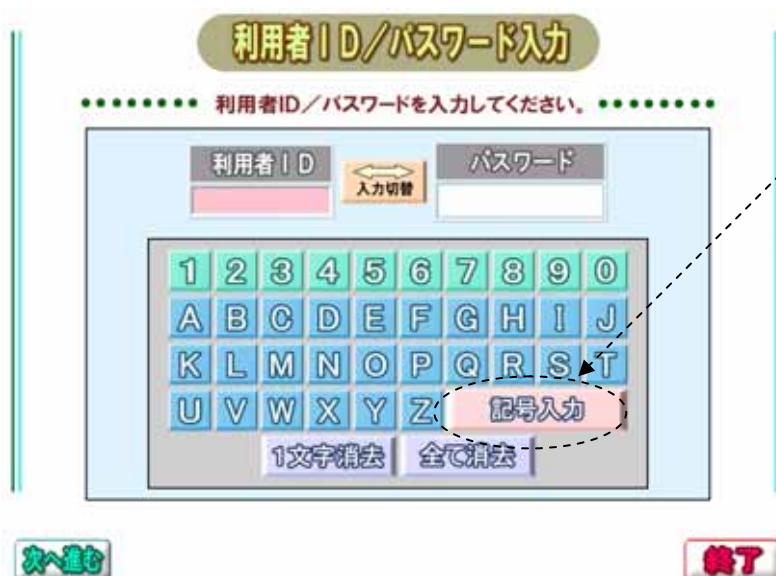 利用者ID/パスワード入力
利用者ID/パスワードを入力してください。
利用者ID
入力切替
パスワード
1 2 3 4 5 6 7 8 9 0
A B C D E F G H I J
K L M N O P Q R S T
U V W X Y Z 記号入力
1文字消去 全て消去
次へ進む 終了